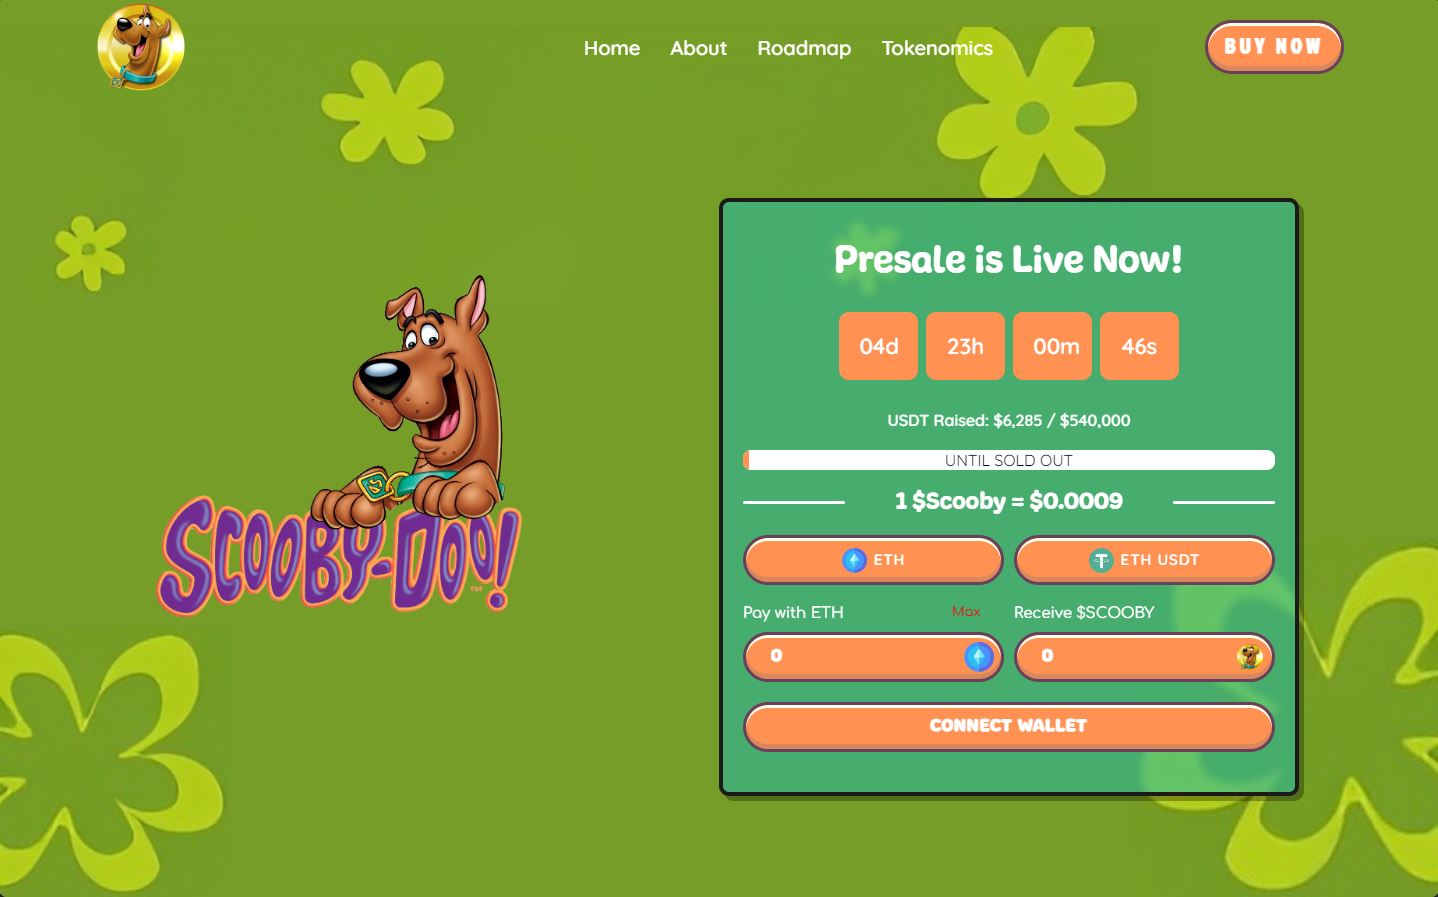 Home About Roadmap Tokenomics
BUY NOW
SCOOBY-DOO!
™
Presale is Live Now!
04d 23h 00m 46s
USDT Raised: $6,285 / $540,000
UNTIL SOLD OUT
1 $Scooby = $0.0009
ETH ETH USDT
Pay with ETH Max Receive $SCOOBY
0 0
CONNECT WALLET